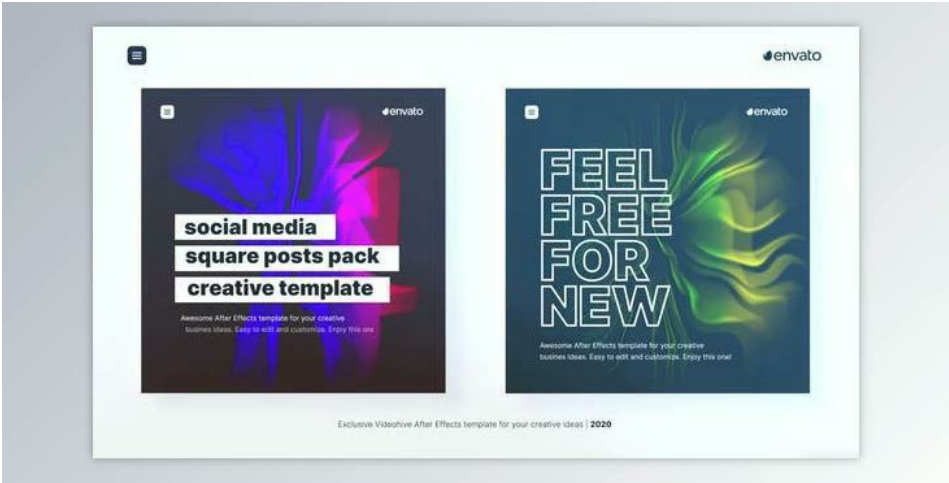 envato
envato
social media
square posts pack
creative template
Awesome After Effects template for your creative
busines ideas. Easy to edit and customize. Enjoy this one
envato
FEEL
FREE
FOR
NEW
Awesome After Effects template for your creative
busines ideas. Easy to edit and customize. Enjoy this one!
Exclusive Videohive After Effects template for your creative ideas | 2020